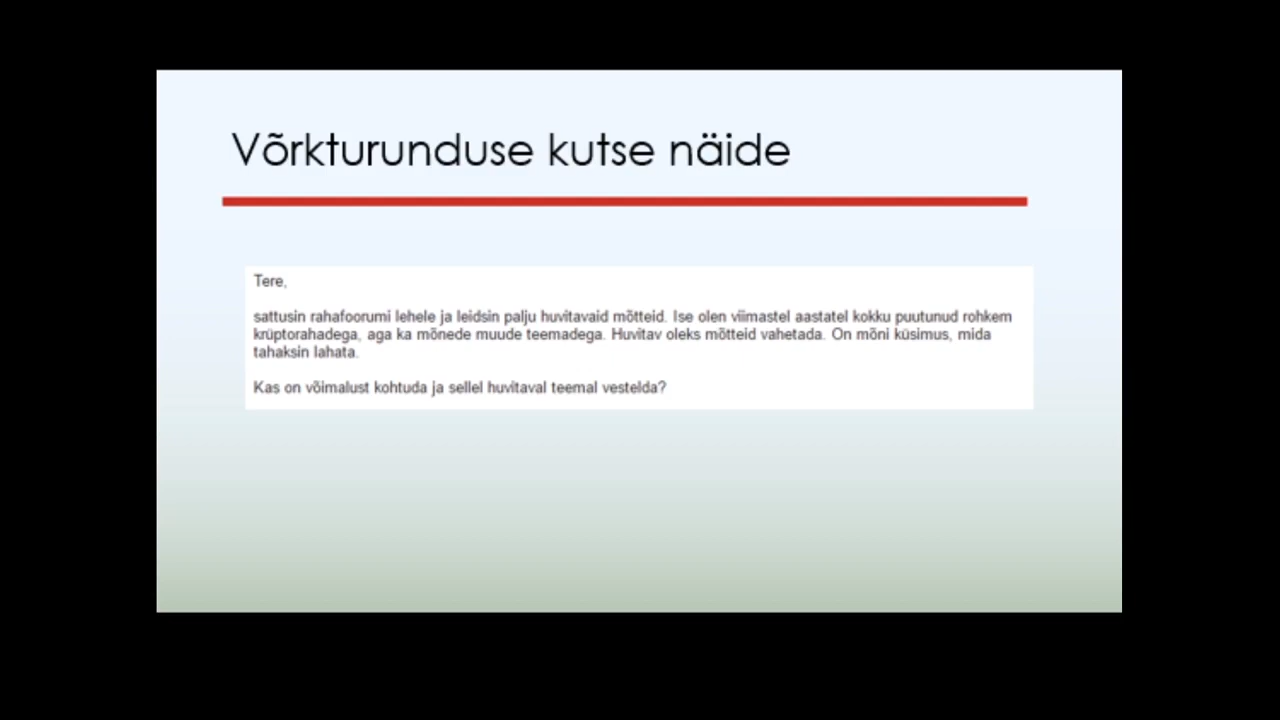 Võrkturunduse kutse näide
Tere,
sattusin rahafoorumi lehele ja leidsin palju huvitavaid mõtteid. Ise olen viimastel aastatel kokku puutunud rohkem
krüptorahadega, aga ka mõnede muude teemadega. Huvitav oleks mõtteid vahetada. On mõni küsimus, mida
tahaksin lahata.
Kas on võimalust kohtuda ja sellel huvitaval teemal vestelda?